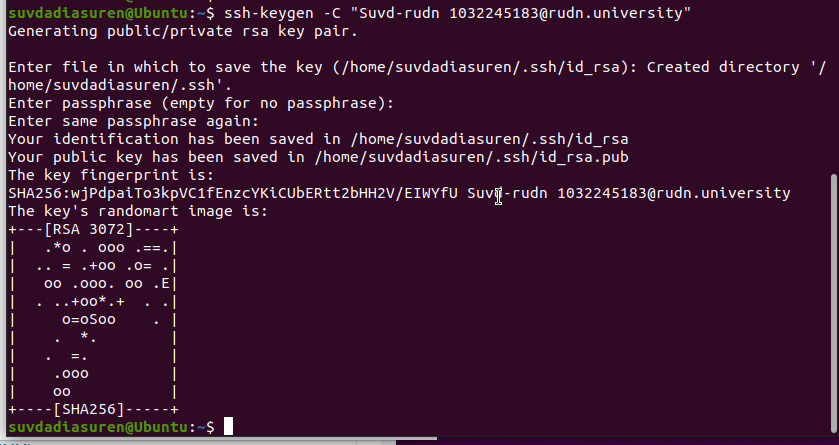 suvdadiasuren@Ubuntu:~$ ssh-keygen -C "Suvd-rudn 1032245183@rudn.university"
Generating public/private rsa key pair.
Enter file in which to save the key (/home/suvdadiasuren/.ssh/id_rsa): Created directory '/
home/suvdadiasuren/.ssh'.
Enter passphrase (empty for no passphrase):
Enter same passphrase again:
Your identification has been saved in /home/suvdadiasuren/.ssh/id_rsa
Your public key has been saved in /home/suvdadiasuren/.ssh/id_rsa.pub
The key fingerprint is:
SHA256:wjPdpaiTo3kpVC1fEnzcYKiCUbERtt2bHH2V/EIWYfU Suvd-rudn 1032245183@rudn.university
The key's randomart image is:
+---[RSA 3072]----+
|   .*o . ooo .==.|
|  .. = .+oo .o= .|
|   oo .ooo. oo .E|
|  . ..+oo*.+  . .|
|     o=oSoo    . |
|    .  *.        |
|   .  =.         |
|    .ooo         |
|    oo           |
+----[SHA256]-----+
suvdadiasuren@Ubuntu:~$